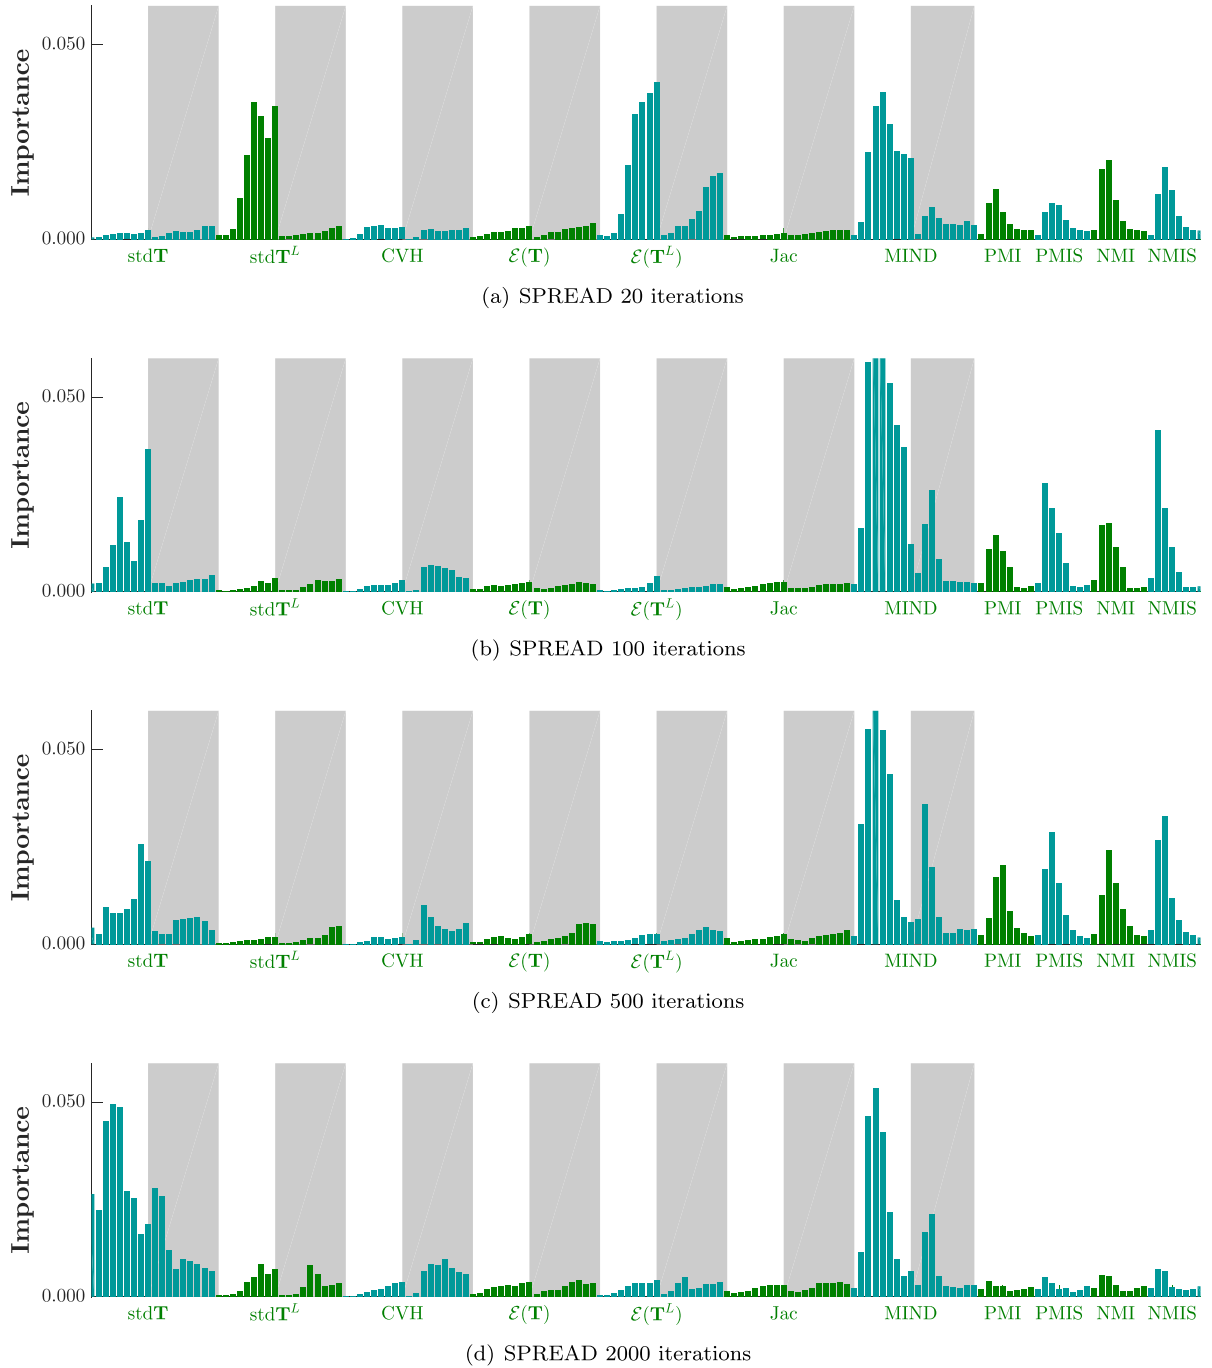 Importance
0.050
0.000
stdT stdT^L CVH ℰ(T) ℰ(T^L) Jac MIND PMI PMIS NMI NMIS
(a) SPREAD 20 iterations
Importance
0.050
0.000
stdT stdT^L CVH ℰ(T) ℰ(T^L) Jac MIND PMI PMIS NMI NMIS
(b) SPREAD 100 iterations
Importance
0.050
0.000
stdT stdT^L CVH ℰ(T) ℰ(T^L) Jac MIND PMI PMIS NMI NMIS
(c) SPREAD 500 iterations
Importance
0.050
0.000
stdT stdT^L CVH ℰ(T) ℰ(T^L) Jac MIND PMI PMIS NMI NMIS
(d) SPREAD 2000 iterations